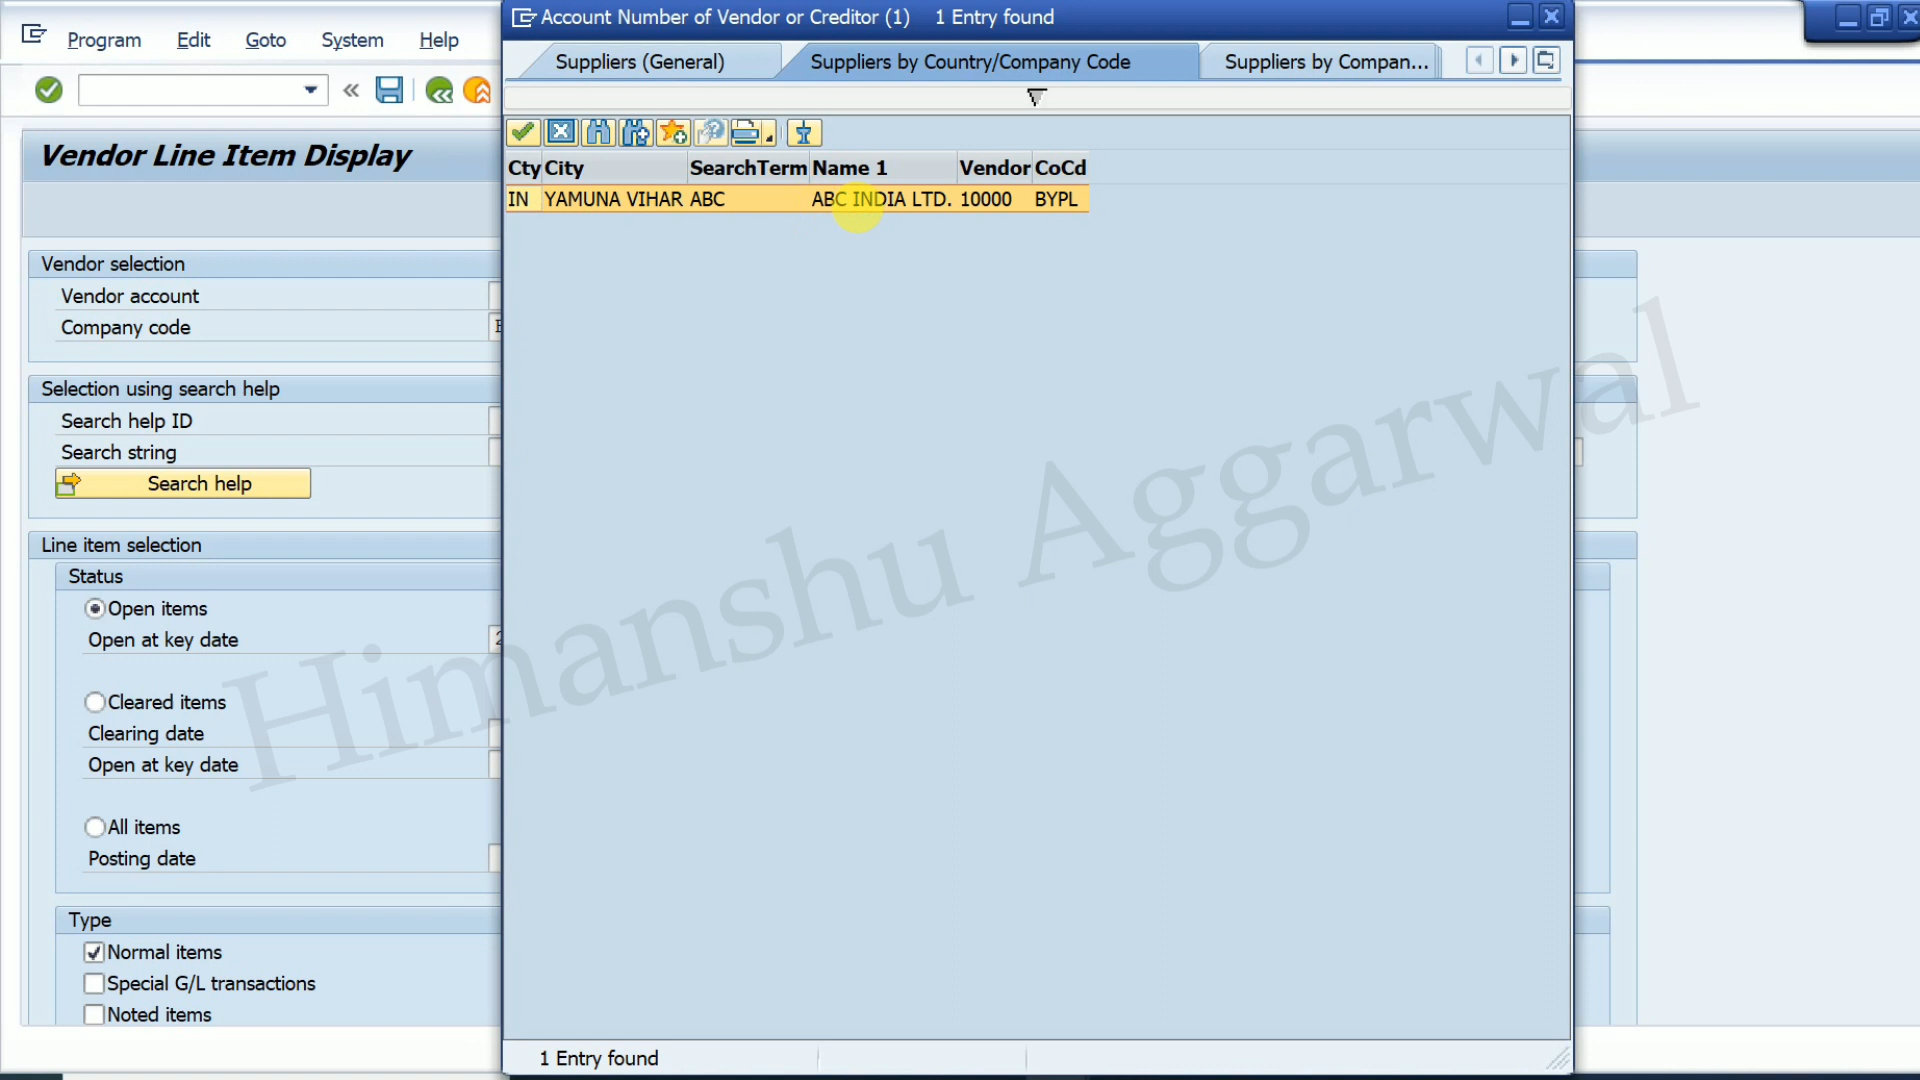 Account Number of Vendor or Creditor (1) 1 Entry found
Program Edit Goto System Help
Suppliers (General) Suppliers by Country/Company Code Suppliers by Compan...
Vendor Line Item Display
Cty City SearchTerm Name 1 Vendor CoCd
IN YAMUNA VIHAR ABC ABC INDIA LTD. 10000 BYPL
Vendor selection
Vendor account
Company code
Selection using search help
Search help ID
Search string
Search help
Line item selection
Status
Open items
Open at key date
Cleared items
Clearing date
Open at key date
All items
Posting date
Type
Normal items
Special G/L transactions
Noted items
1 Entry found
Himanshu Aggarwal